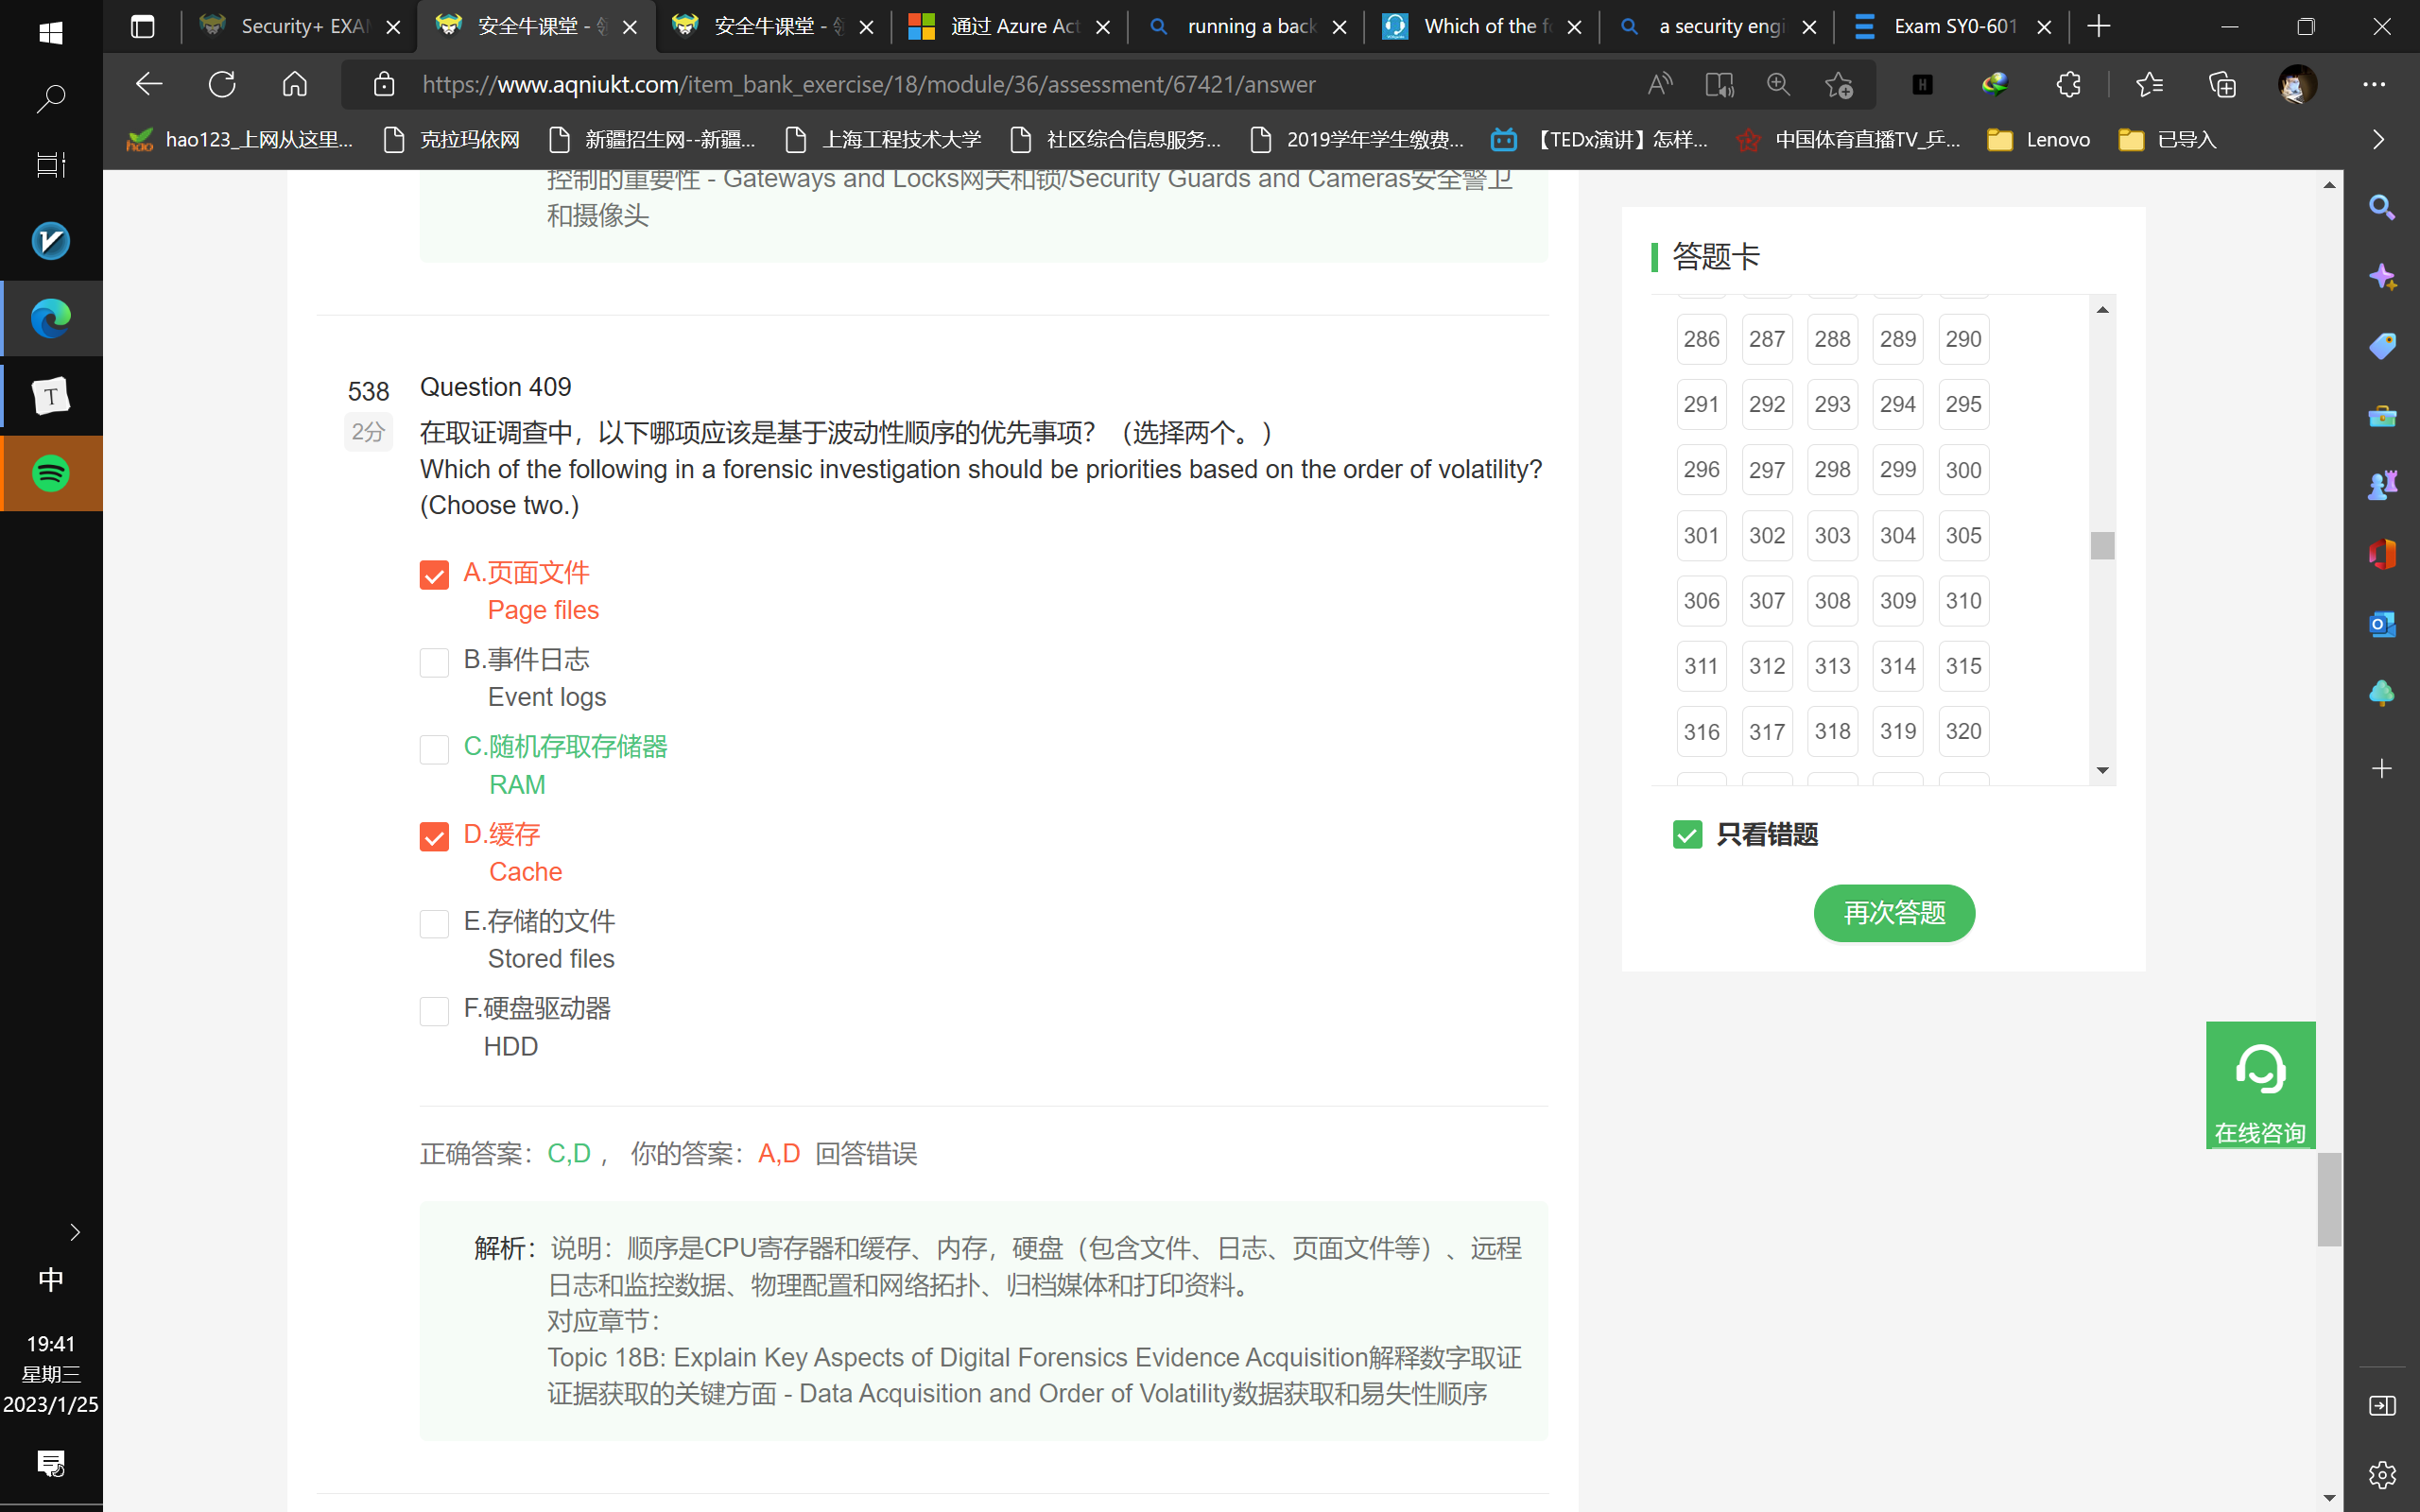 Security+ EXA
安全牛课堂 -
安全牛课堂 -
通过 Azure Act
running a back
Which of the f
a security engi
Exam SY0-601
https://www.aqniukt.com/item_bank_exercise/18/module/36/assessment/67421/answer
hao123_上网从这里...
克拉玛依网
新疆招生网--新疆...
上海工程技术大学
社区综合信息服务...
2019学年学生缴费...
【TEDx演讲】怎样...
中国体育直播TV_乒...
Lenovo
已导入
控制的重要性 - Gateways and Locks网关和锁/Security Guards and Cameras安全警卫
和摄像头
538
2分
Question 409
在取证调查中，以下哪项应该是基于波动性顺序的优先事项？（选择两个。）
Which of the following in a forensic investigation should be priorities based on the order of volatility?
(Choose two.)
A.页面文件
Page files
B.事件日志
Event logs
C.随机存取存储器
RAM
D.缓存
Cache
E.存储的文件
Stored files
F.硬盘驱动器
HDD
正确答案：C,D ， 你的答案：A,D 回答错误
解析：说明：顺序是CPU寄存器和缓存、内存，硬盘（包含文件、日志、页面文件等）、远程
日志和监控数据、物理配置和网络拓扑、归档媒体和打印资料。
对应章节：
Topic 18B: Explain Key Aspects of Digital Forensics Evidence Acquisition解释数字取证
证据获取的关键方面 - Data Acquisition and Order of Volatility数据获取和易失性顺序
答题卡
286 287 288 289 290
291 292 293 294 295
296 297 298 299 300
301 302 303 304 305
306 307 308 309 310
311 312 313 314 315
316 317 318 319 320
只看错题
再次答题
在线咨询
中
19:41
星期三
2023/1/25